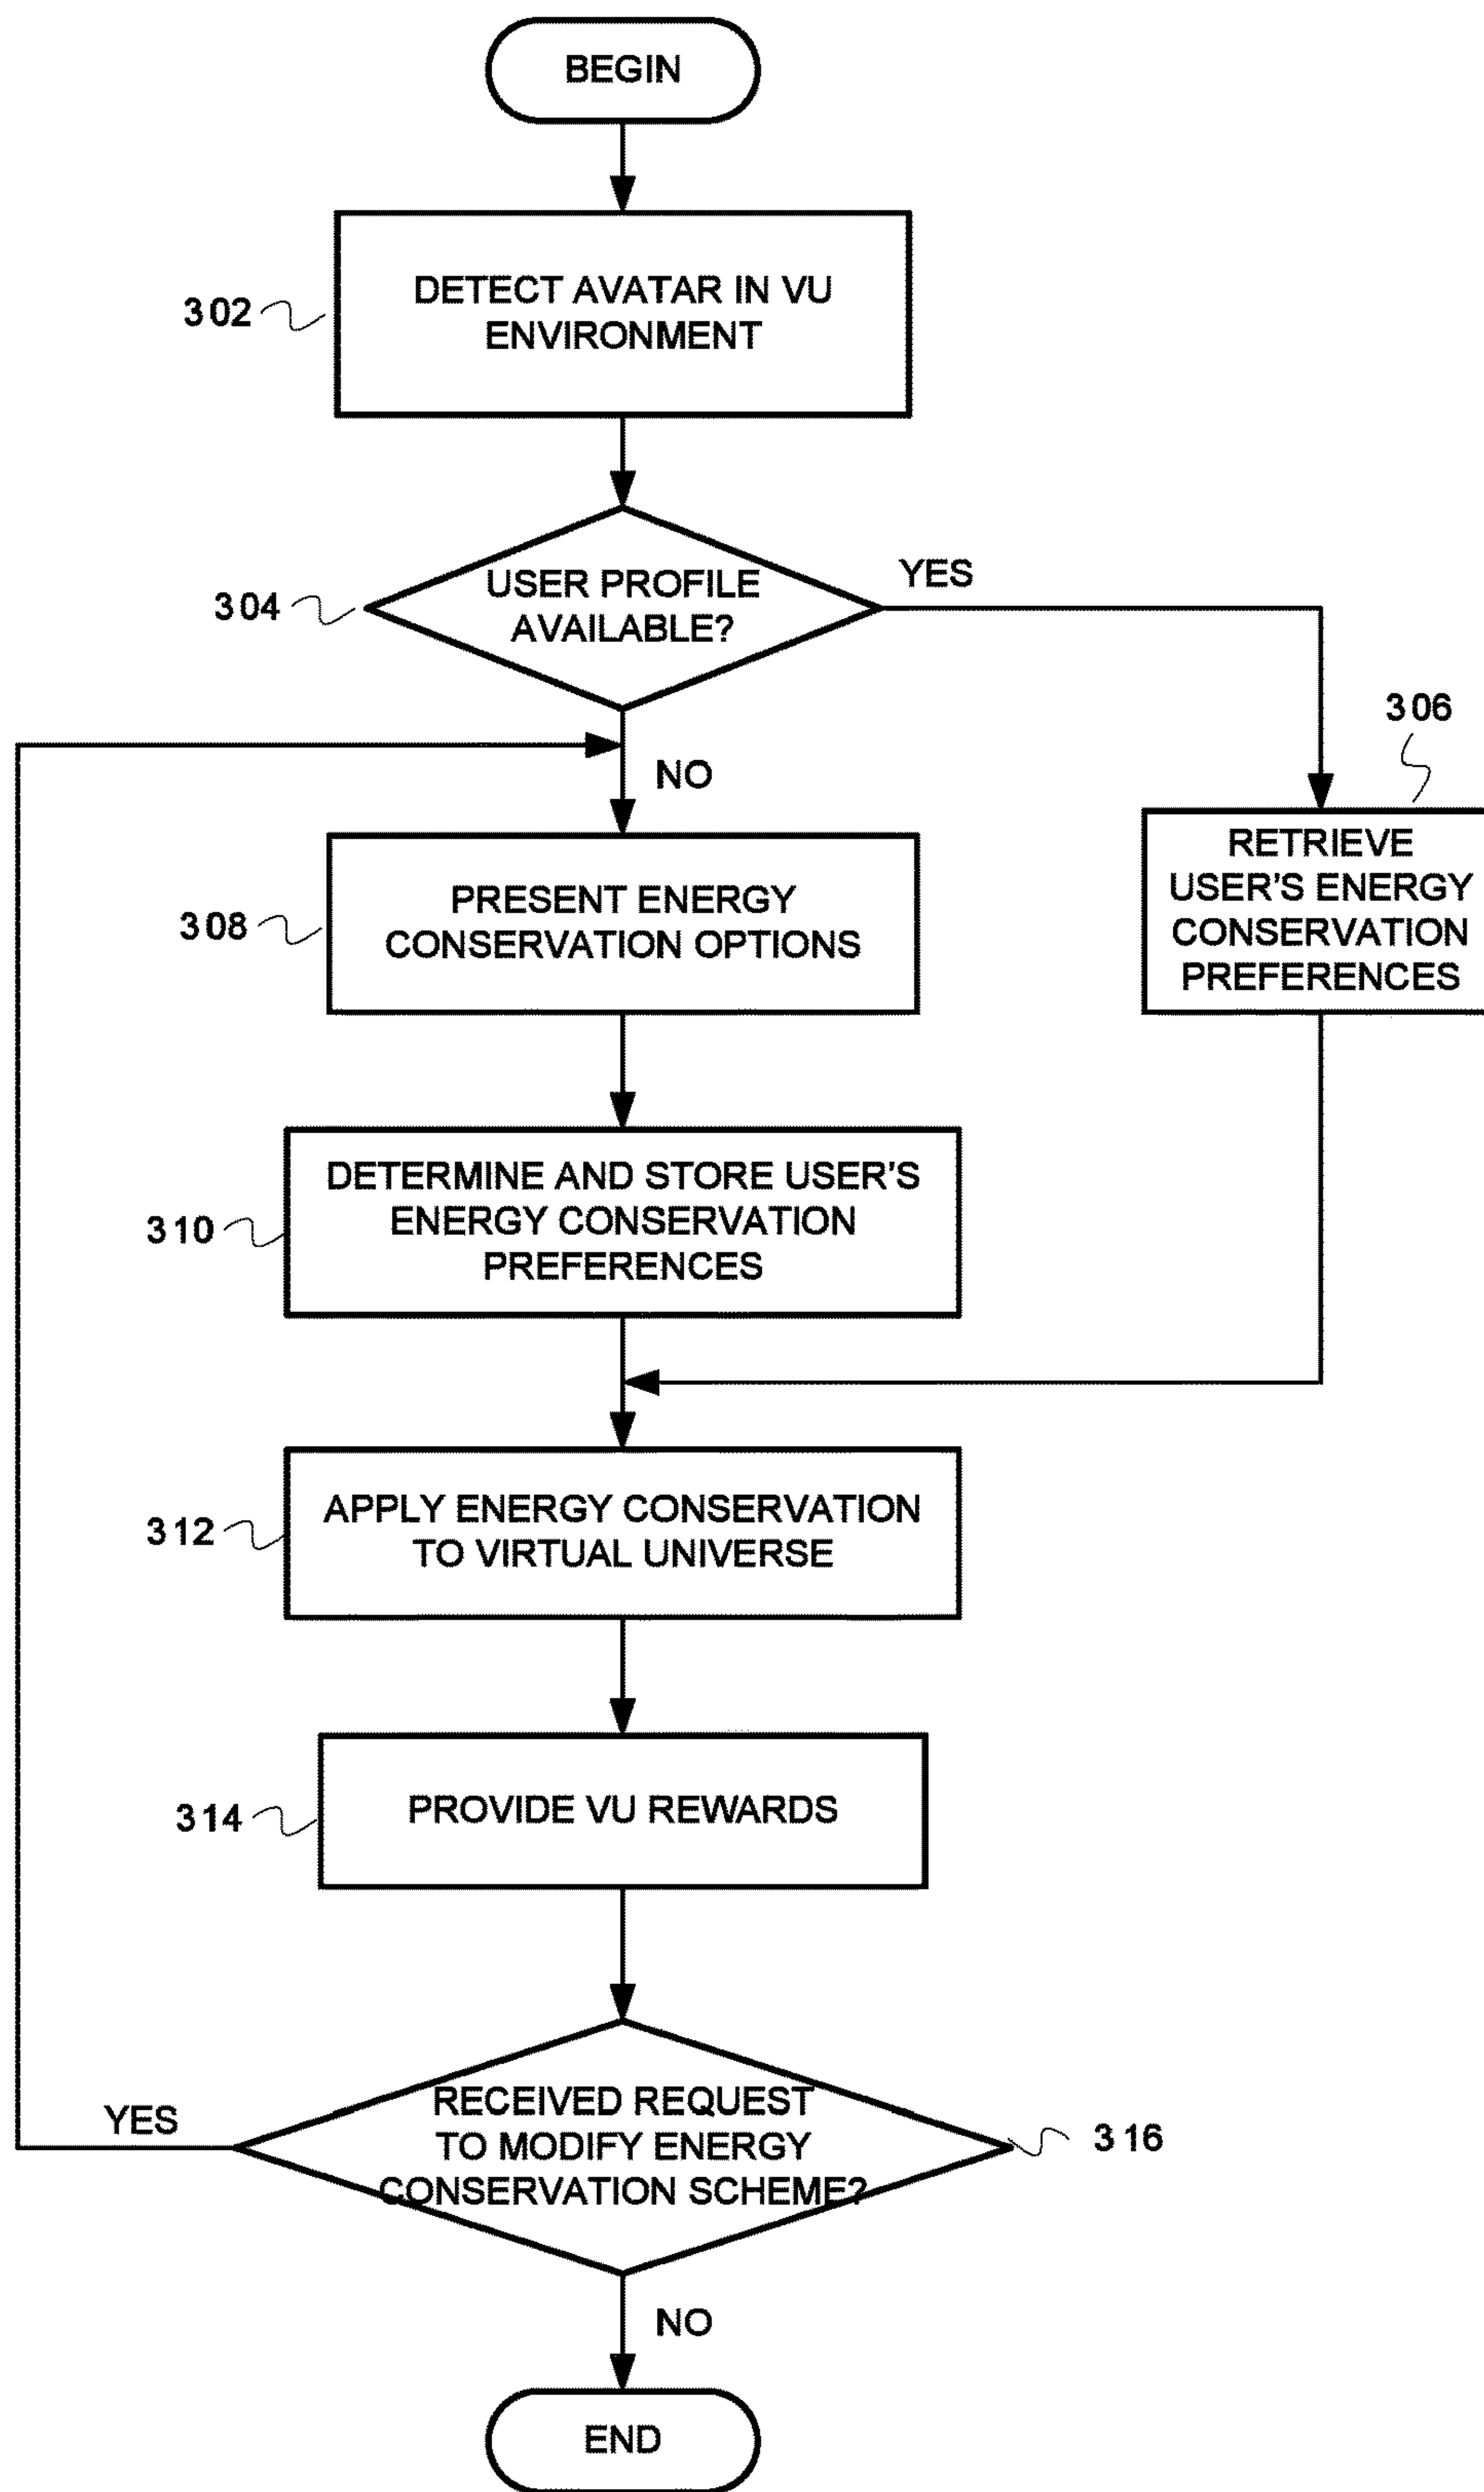 BEGIN
302
DETECT AVATAR IN VU
ENVIRONMENT
304
USER PROFILE
AVAILABLE?
YES
306
RETRIEVE
USER'S ENERGY
CONSERVATION
PREFERENCES
NO
308
PRESENT ENERGY
CONSERVATION OPTIONS
310
DETERMINE AND STORE USER'S
ENERGY CONSERVATION
PREFERENCES
312
APPLY ENERGY CONSERVATION
TO VIRTUAL UNIVERSE
314
PROVIDE VU REWARDS
YES
RECEIVED REQUEST
TO MODIFY ENERGY
CONSERVATION SCHEME?
316
NO
END